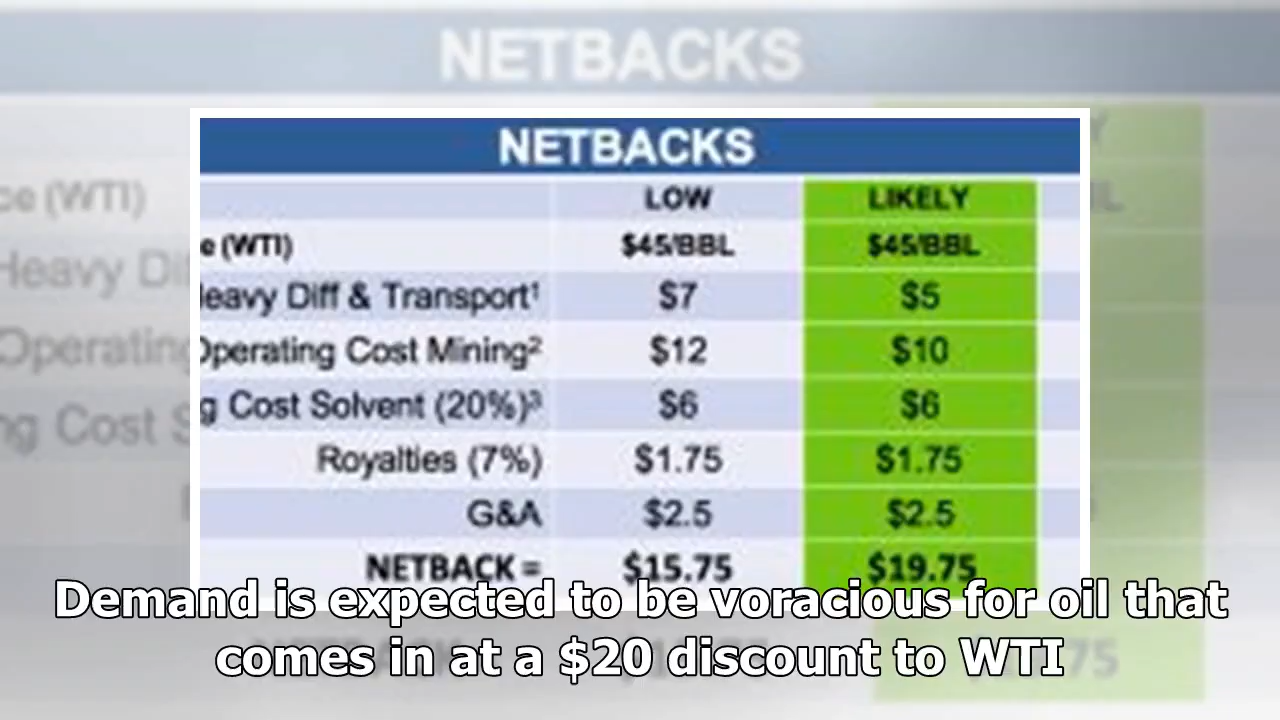 NETBACKS
NETBACKS
LOW LIKELY
ce (WTI) e (WTI) $45/BBL $45/BBL
Heavy Di eavy Diff & Transport¹ $7 $5
Operating Operating Cost Mining² $12 $10
ng Cost S g Cost Solvent (20%)³ $6 $6
Royalties (7%) $1.75 $1.75
G&A $2.5 $2.5
NETBACK = $15.75 $19.75
Demand is expected to be voracious for oil that
comes in at a $20 discount to WTI